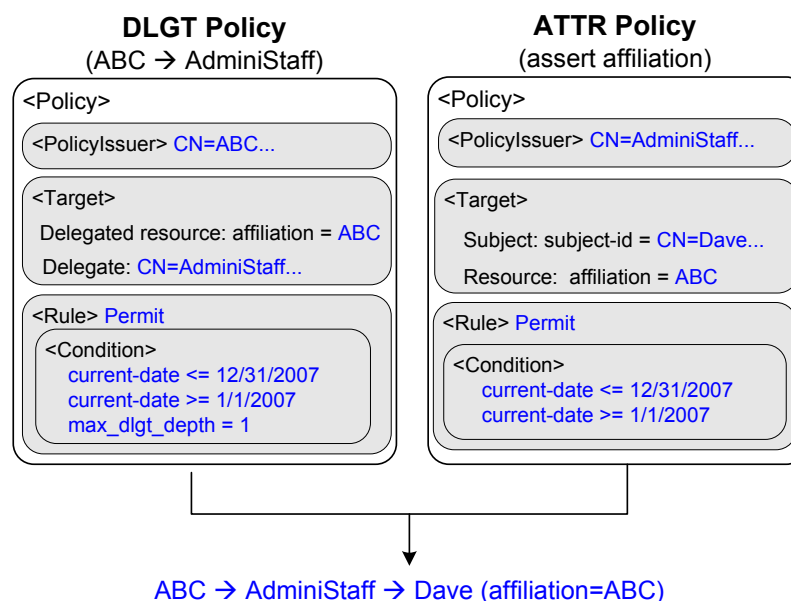 DLGT Policy
(ABC → AdminiStaff)
<Policy>
<PolicyIssuer> CN=ABC...
<Target>
Delegated resource: affiliation = ABC
Delegate: CN=AdminiStaff...
<Rule> Permit
<Condition>
current-date <= 12/31/2007
current-date >= 1/1/2007
max_dlgt_depth = 1
ATTR Policy
(assert affiliation)
<Policy>
<PolicyIssuer> CN=AdminiStaff...
<Target>
Subject: subject-id = CN=Dave...
Resource: affiliation = ABC
<Rule> Permit
<Condition>
current-date <= 12/31/2007
current-date >= 1/1/2007
ABC → AdminiStaff → Dave (affiliation=ABC)